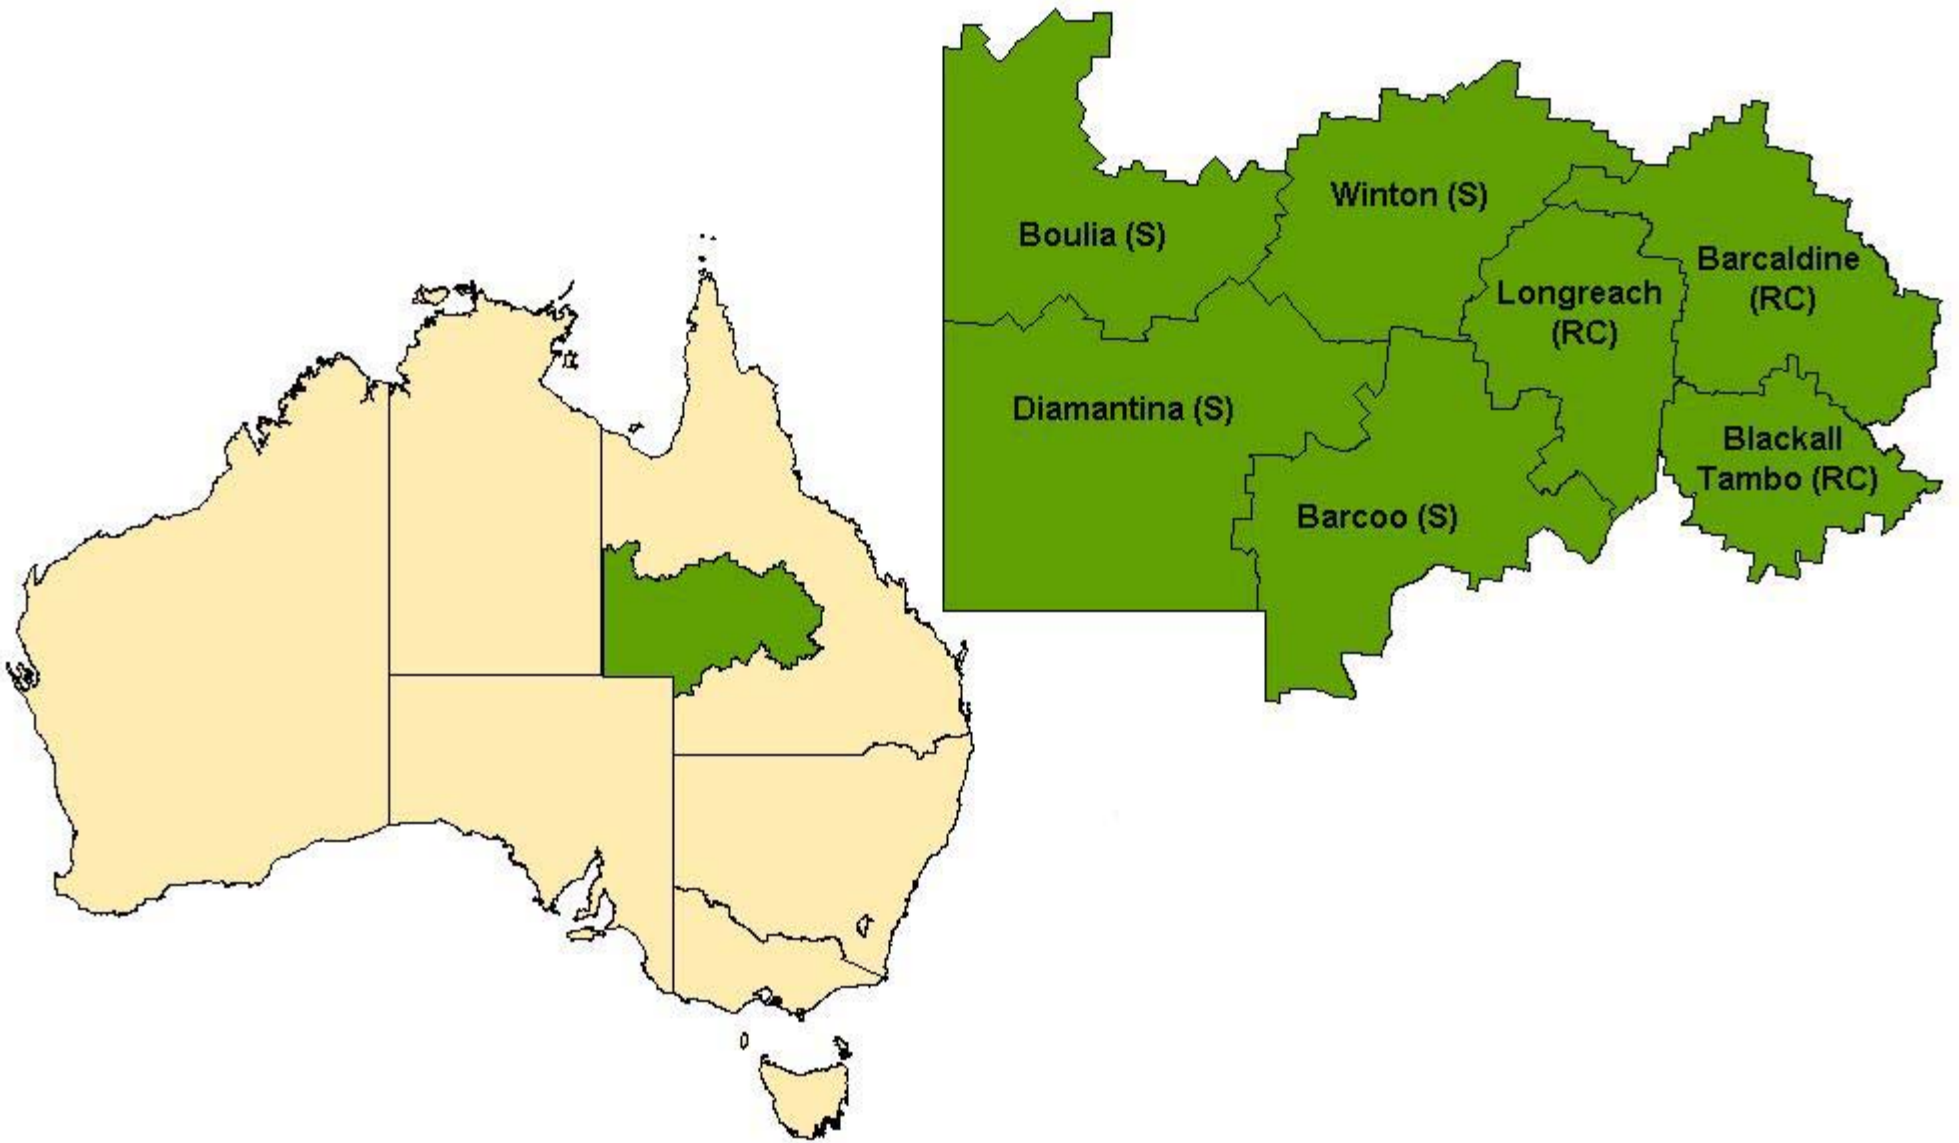 Winton (S)
Boulia (S)
Barcaldine
(RC)
Longreach
(RC)
Diamantina (S)
Blackall
Tambo (RC)
Barcoo (S)